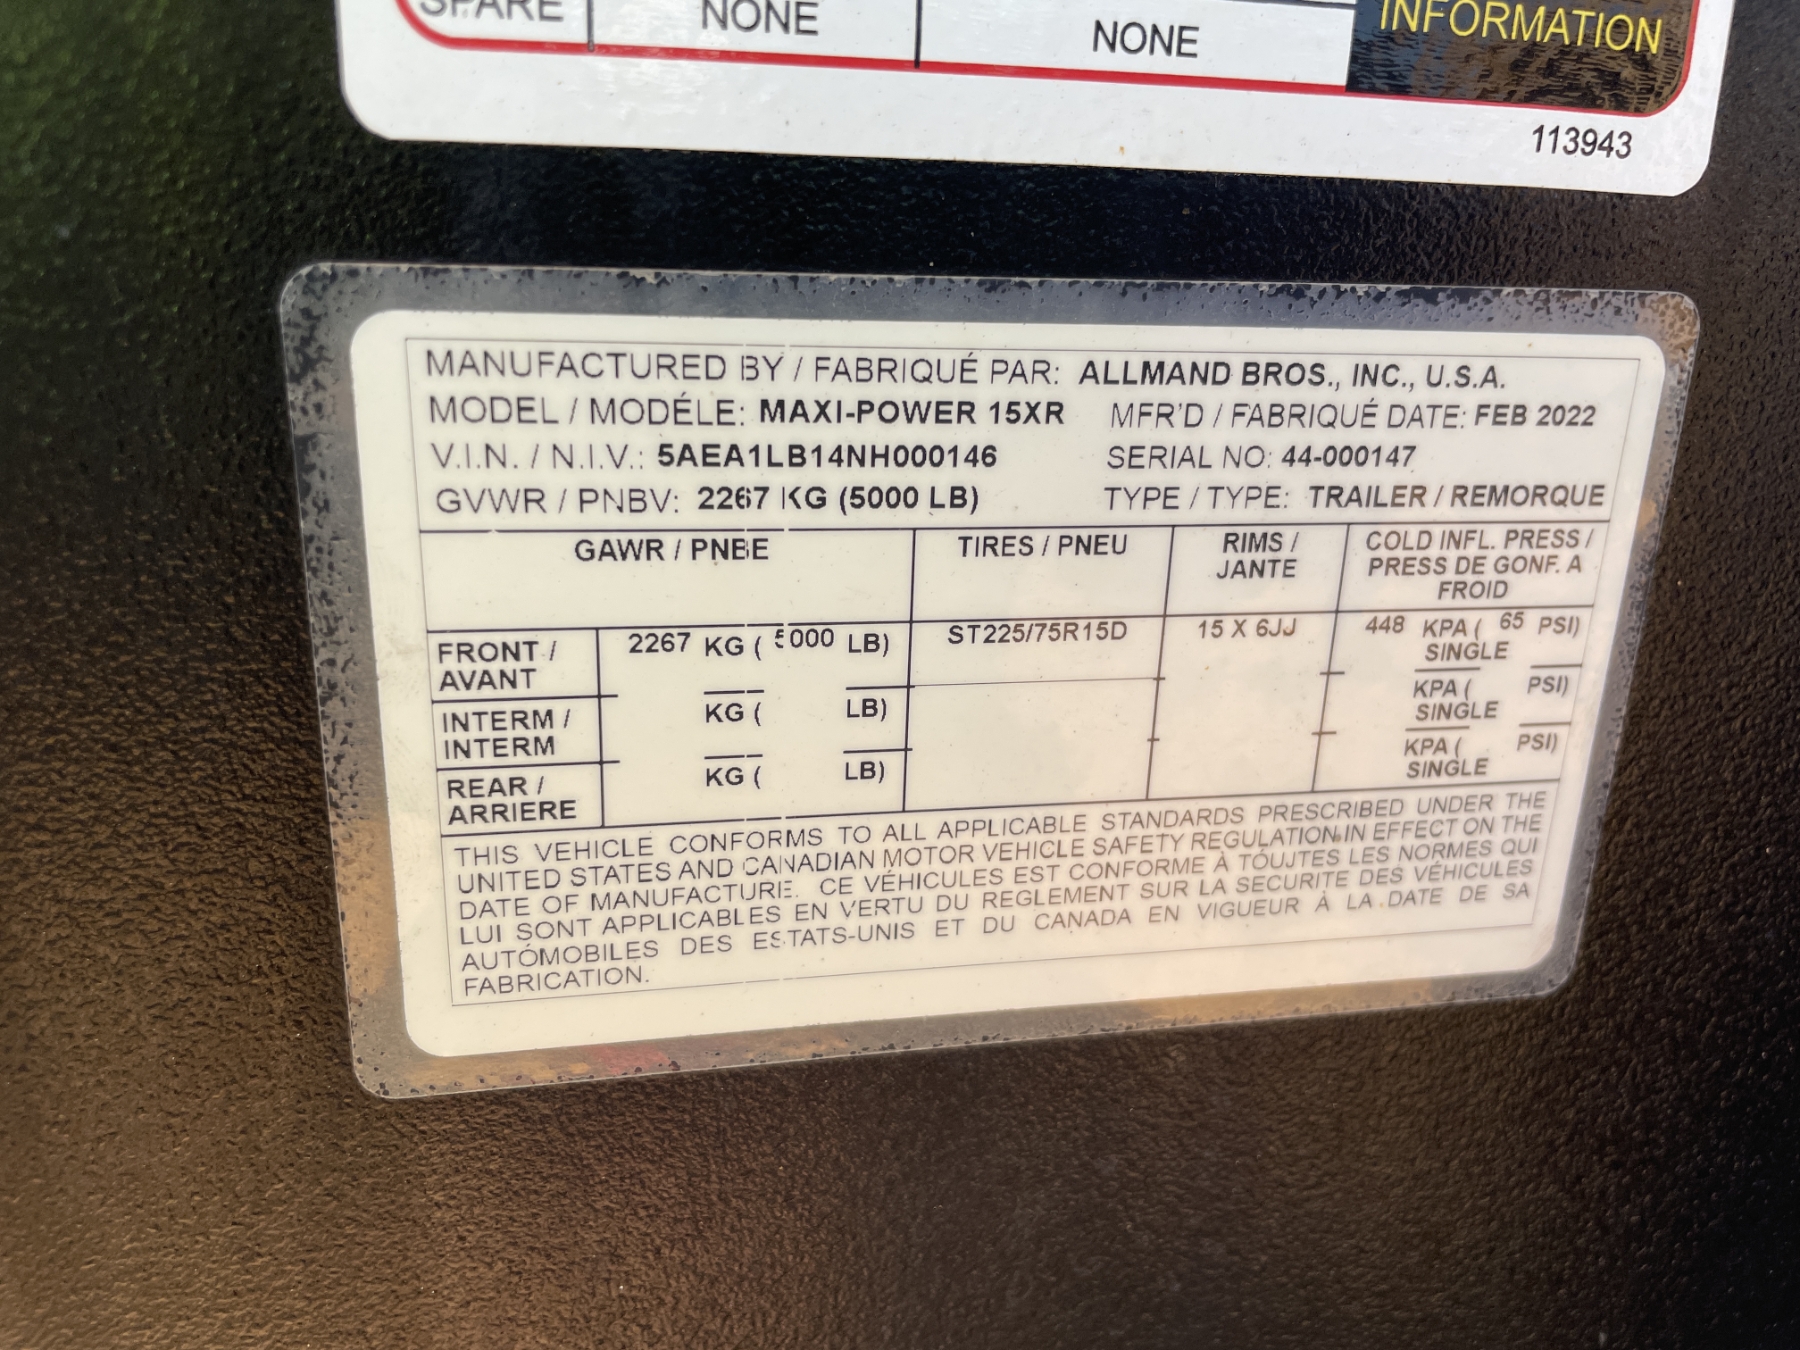 SPARE NONE NONE INFORMATION
113943
MANUFACTURED BY / FABRIQUÉ PAR: ALLMAND BROS., INC., U.S.A.
MODEL / MODÉLE: MAXI-POWER 15XR MFR'D / FABRIQUÉ DATE: FEB 2022
V.I.N. / N.I.V.: 5AEA1LB14NH000146 SERIAL NO: 44-000147
GVWR / PNBV: 2267 KG (5000 LB) TYPE / TYPE: TRAILER / REMORQUE
GAWR / PNBE TIRES / PNEU RIMS / JANTE COLD INFL. PRESS / PRESS DE GONF. A FROID
FRONT / AVANT 2267 KG ( 5000 LB) ST225/75R15D 15 X 6JJ 448 KPA ( 65 PSI) SINGLE
INTERM / INTERM KG ( LB) KPA ( PSI) SINGLE
REAR / ARRIERE KG ( LB) KPA ( PSI) SINGLE
THIS VEHICLE CONFORMS TO ALL APPLICABLE STANDARDS PRESCRIBED UNDER THE
UNITED STATES AND CANADIAN MOTOR VEHICLE SAFETY REGULATION IN EFFECT ON THE
DATE OF MANUFACTURE. CE VÉHICULES EST CONFORME À TOUJTES LES NORMES QUI
LUI SONT APPLICABLES EN VERTU DU REGLEMENT SUR LA SECURITE DES VÉHICULES
AUTÓMOBILES DES ESTATS-UNIS ET DU CANADA EN VIGUEUR À LA DATE DE SA
FABRICATION.